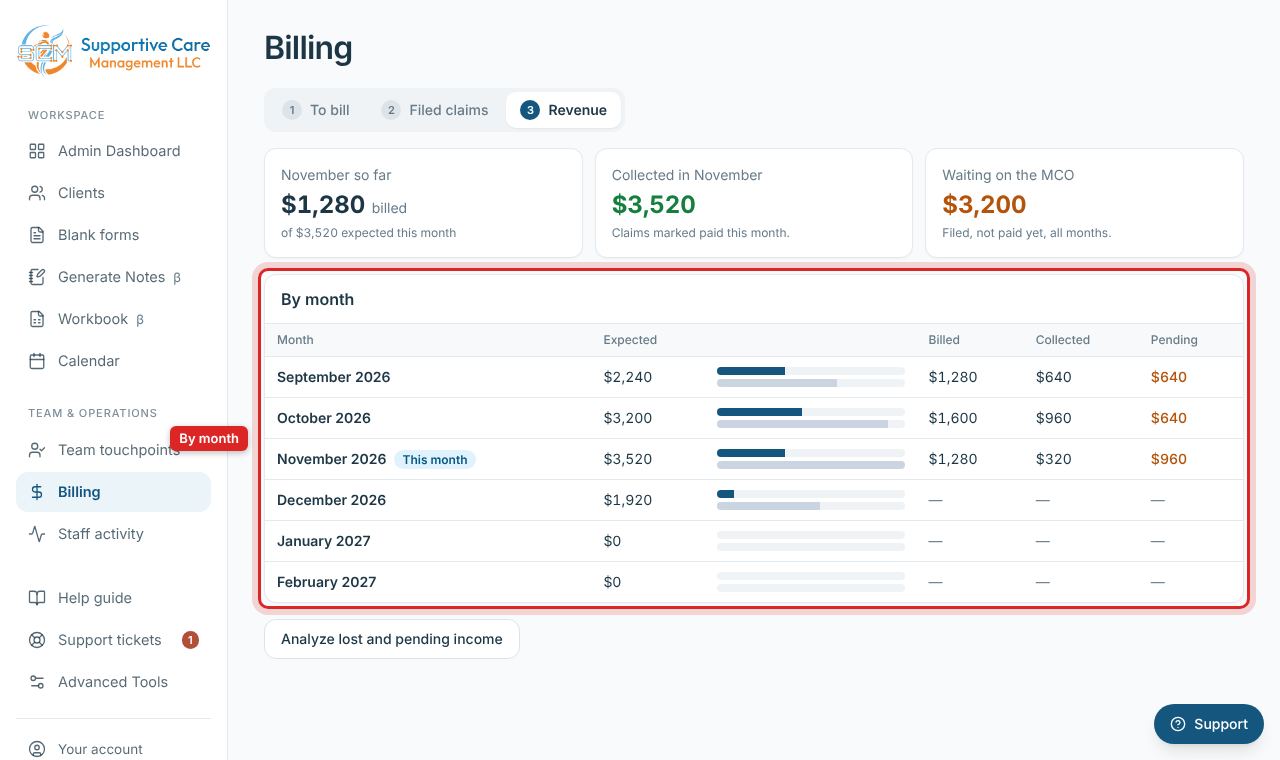 SCM
Supportive Care
Management LLC
WORKSPACE
Admin Dashboard
Clients
Blank forms
Generate Notes β
Workbook β
Calendar
TEAM & OPERATIONS
Team touchpoints
By month
Billing
Staff activity
Help guide
Support tickets 1
Advanced Tools
Your account
Billing
1 To bill 2 Filed claims 3 Revenue
November so far
$1,280 billed
of $3,520 expected this month
Collected in November
$3,520
Claims marked paid this month.
Waiting on the MCO
$3,200
Filed, not paid yet, all months.
By month
Month Expected Billed Collected Pending
September 2026 $2,240 $1,280 $640 $640
October 2026 $3,200 $1,600 $960 $640
November 2026 This month $3,520 $1,280 $320 $960
December 2026 $1,920 — — —
January 2027 $0 — — —
February 2027 $0 — — —
Analyze lost and pending income
Support